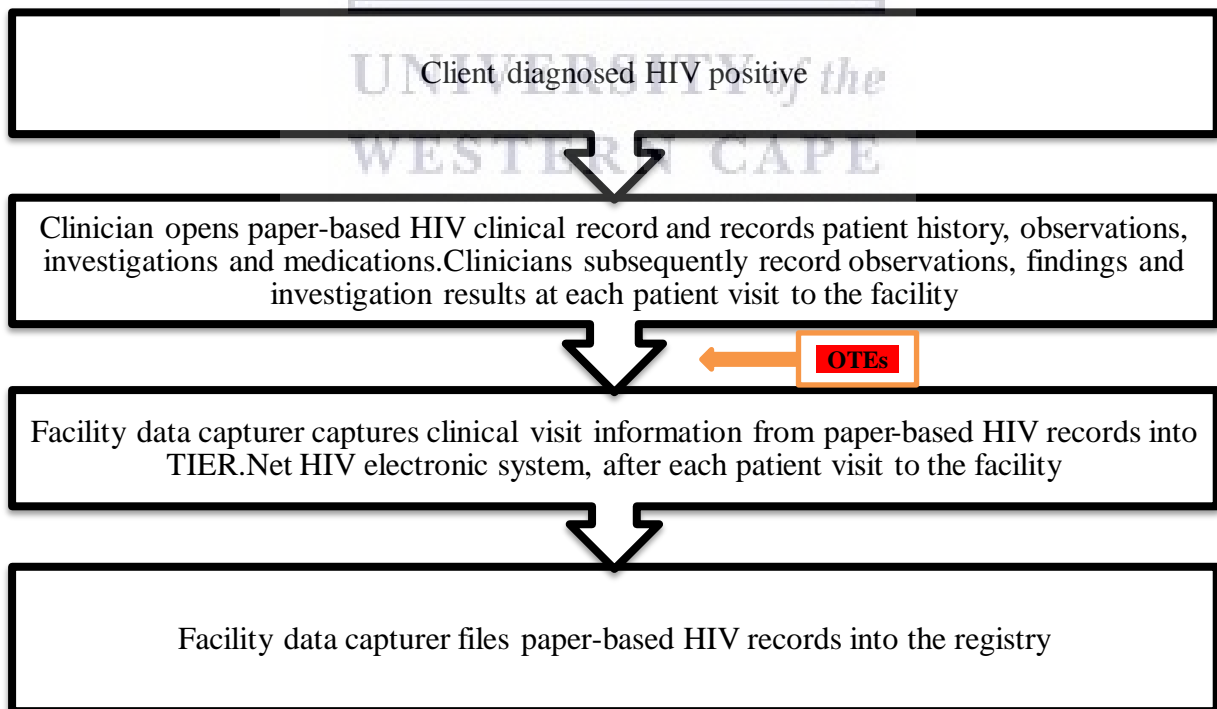 UNIVERSITY of the
Client diagnosed HIV positive
WESTERN CAPE
Clinician opens paper-based HIV clinical record and records patient history, observations,
investigations and medications.Clinicians subsequently record observations, findings and
investigation results at each patient visit to the facility
OTEs
Facility data capturer captures clinical visit information from paper-based HIV records into
TIER.Net HIV electronic system, after each patient visit to the facility
Facility data capturer files paper-based HIV records into the registry